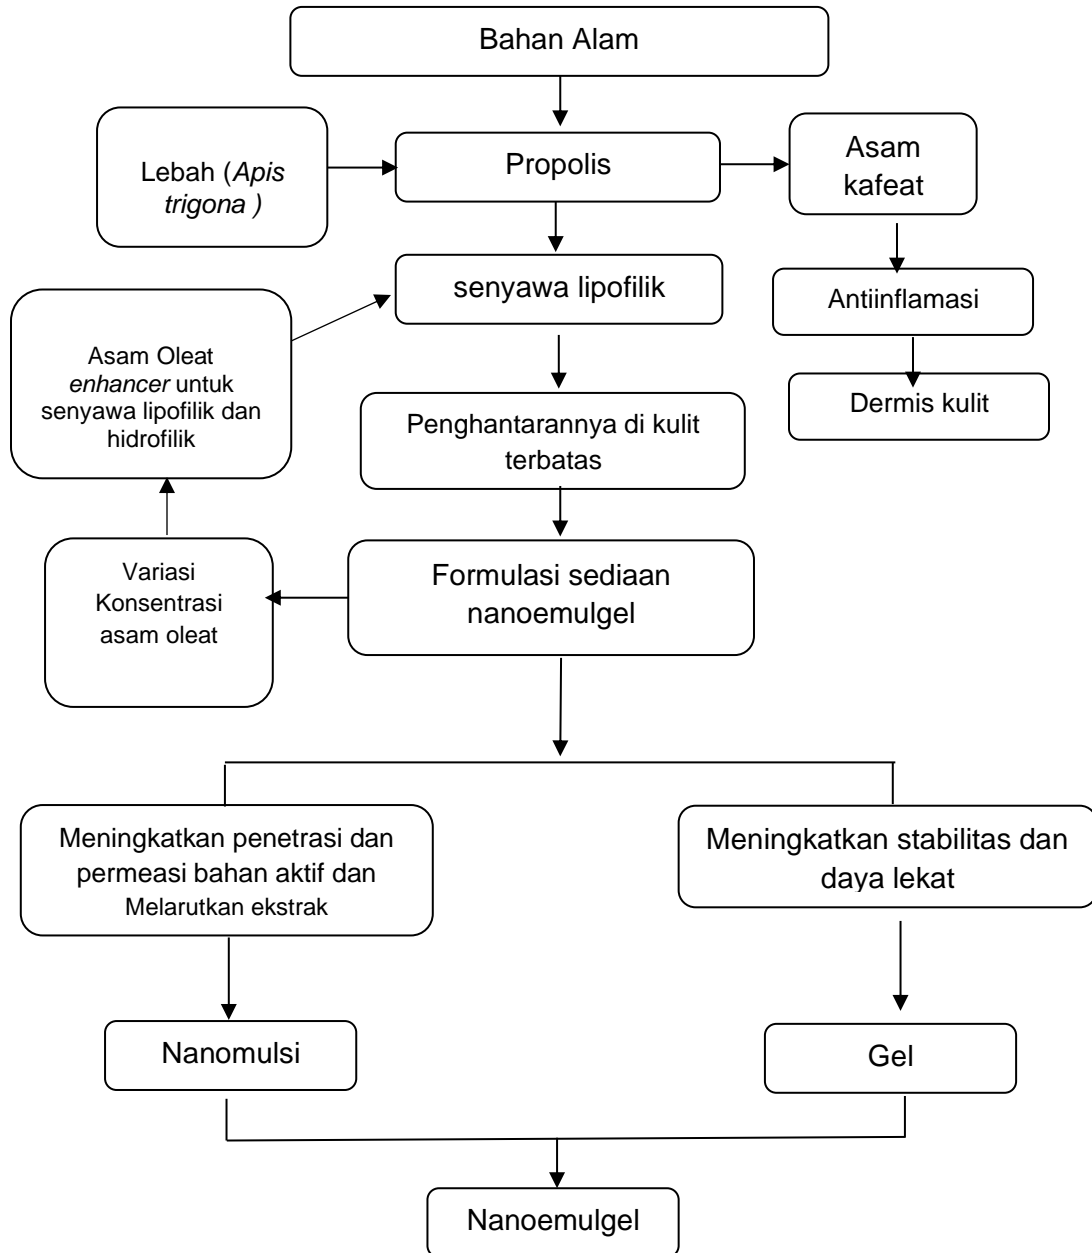 Bahan Alam
Lebah (Apis
trigona )
Propolis
Asam
kafeat
senyawa lipofilik
Antiinflamasi
Asam Oleat
enhancer untuk
senyawa lipofilik dan
hidrofilik
Dermis kulit
Penghantarannya di kulit
terbatas
Variasi
Konsentrasi
asam oleat
Formulasi sediaan
nanoemulgel
Meningkatkan penetrasi dan
permeasi bahan aktif dan
Melarutkan ekstrak
Meningkatkan stabilitas dan
daya lekat
Nanomulsi
Gel
Nanoemulgel